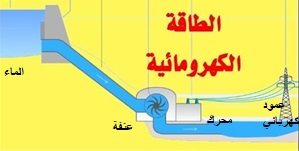 الطاقة
الكهرومائية
الماء
عنفة
محرك
عمود
كهربائي